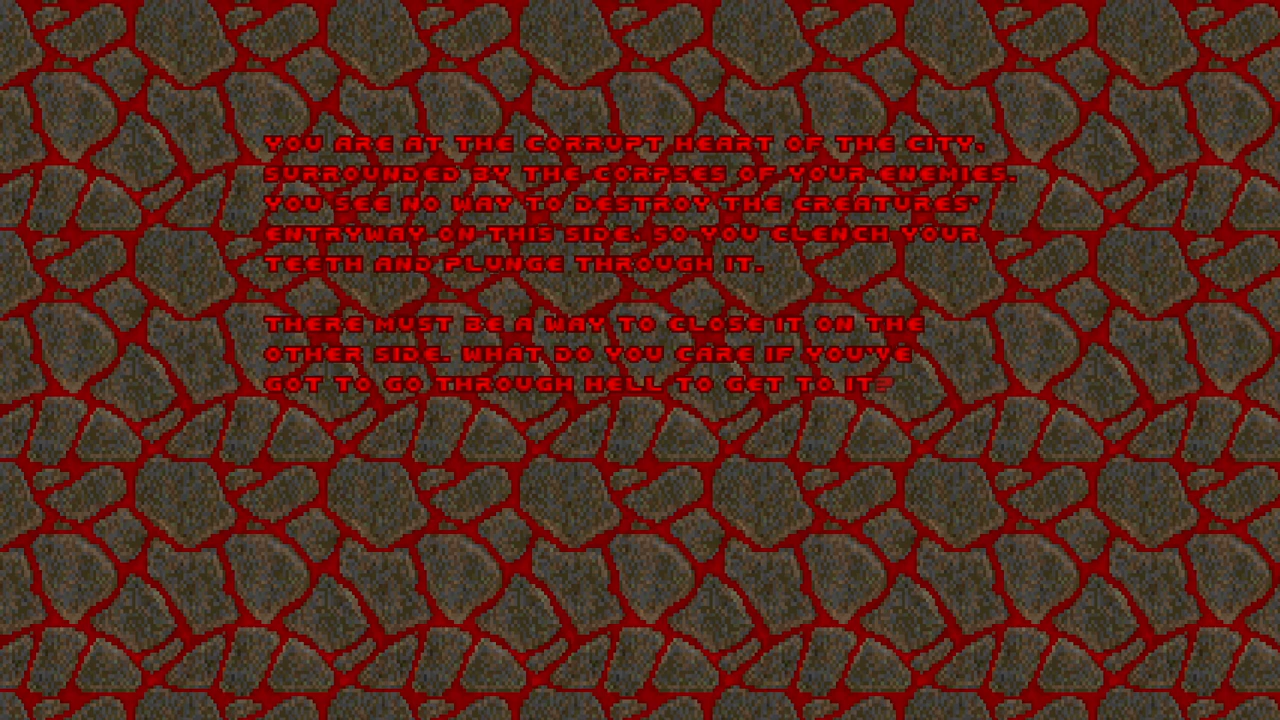 YOU ARE AT THE CORRUPT HEART OF THE CITY,
SURROUNDED BY THE CORPSES OF YOUR ENEMIES.
YOU SEE NO WAY TO DESTROY THE CREATURES'
ENTRYWAY ON THIS SIDE, SO YOU CLENCH YOUR
TEETH AND PLUNGE THROUGH IT.
THERE MUST BE A WAY TO CLOSE IT ON THE
OTHER SIDE. WHAT DO YOU CARE IF YOU'VE
GOT TO GO THROUGH HELL TO GET TO IT?